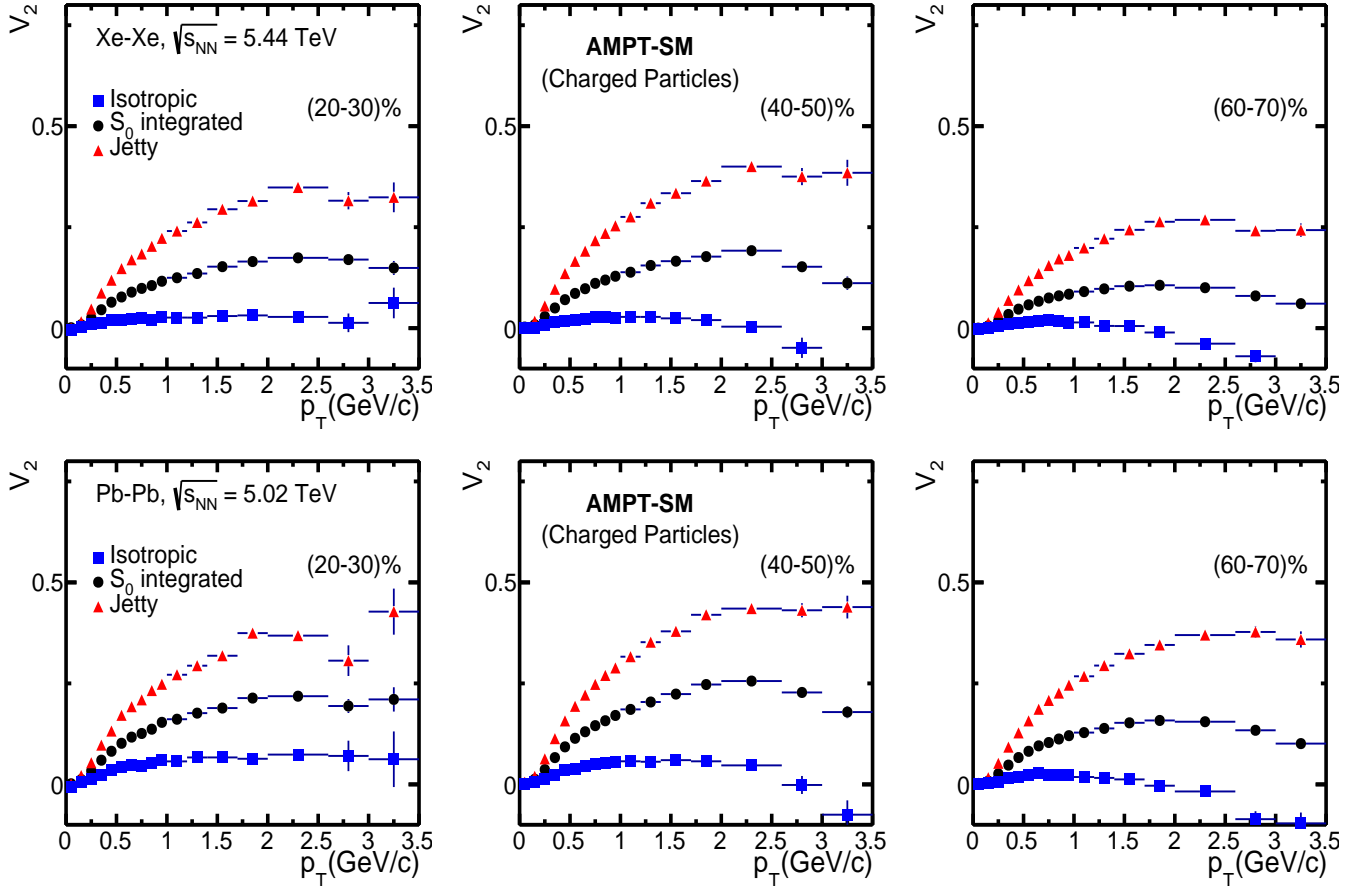 V2
Xe-Xe, √sNN = 5.44 TeV
Isotropic
S0 integrated
Jetty
(20-30)%
0.5
0
0 0.5 1 1.5 2 2.5 3 3.5
pT(GeV/c)
V2
AMPT-SM
(Charged Particles)
(40-50)%
0.5
0
0 0.5 1 1.5 2 2.5 3 3.5
pT(GeV/c)
V2
(60-70)%
0.5
0
0 0.5 1 1.5 2 2.5 3 3.5
pT(GeV/c)
V2
Pb-Pb, √sNN = 5.02 TeV
Isotropic
S0 integrated
Jetty
(20-30)%
0.5
0
0 0.5 1 1.5 2 2.5 3 3.5
pT(GeV/c)
V2
AMPT-SM
(Charged Particles)
(40-50)%
0.5
0
0 0.5 1 1.5 2 2.5 3 3.5
pT(GeV/c)
V2
(60-70)%
0.5
0
0 0.5 1 1.5 2 2.5 3 3.5
pT(GeV/c)